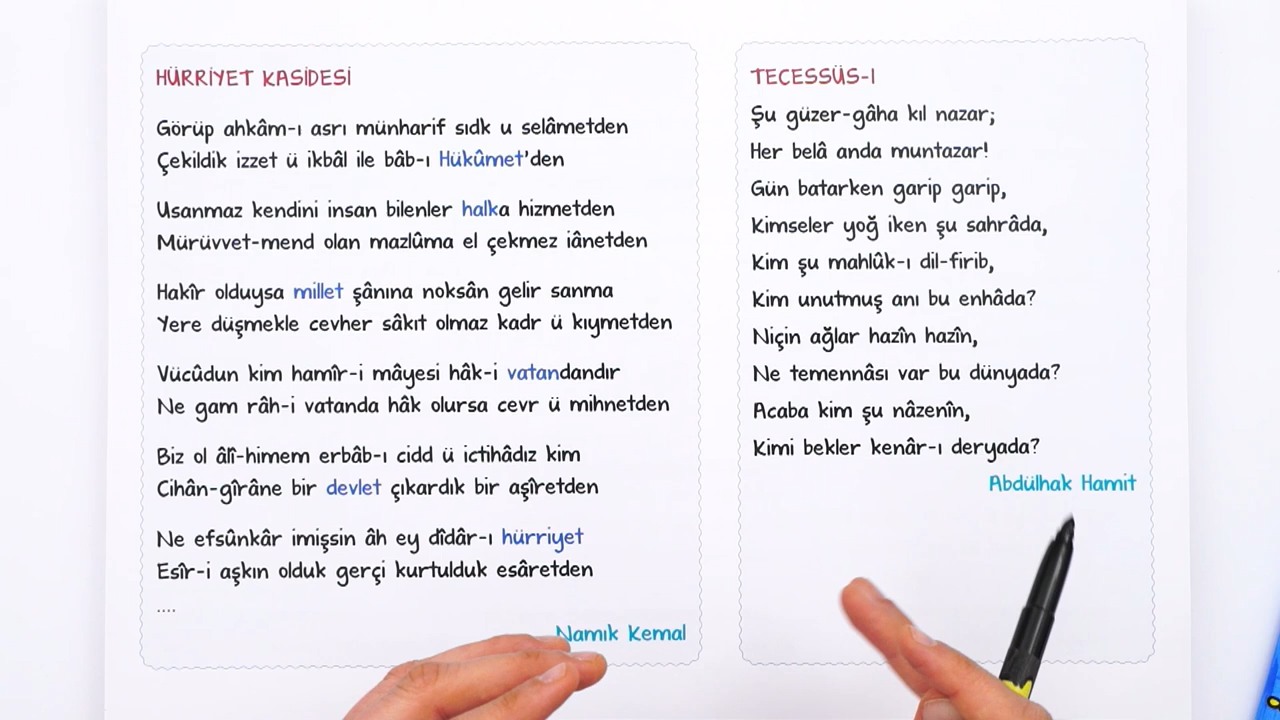 HÜRRİYET KASİDESİ
Görüp ahkâm-ı asrı münharif sıdk u selâmetden
Çekildik izzet ü ikbâl ile bâb-ı Hükûmet'den
Usanmaz kendini insan bilenler halka hizmetden
Mürüvvet-mend olan mazlûma el çekmez iânetden
Hakîr olduysa millet şânına noksân gelir sanma
Yere düşmekle cevher sâkıt olmaz kadr ü kıymetden
Vücûdun kim hamîr-i mâyesi hâk-i vatandandır
Ne gam râh-i vatanda hâk olursa cevr ü mihnetden
Biz ol âlî-himem erbâb-ı cidd ü ictihâdız kim
Cihân-gîrâne bir devlet çıkardık bir aşîretden
Ne efsûnkâr imişsin âh ey dîdâr-ı hürriyet
Esîr-i aşkın olduk gerçi kurtulduk esâretden
....
Namık Kemal
TECESSÜS-I
Şu güzer-gâha kıl nazar;
Her belâ anda muntazar!
Gün batarken garip garip,
Kimseler yoğ iken şu sahrâda,
Kim şu mahlûk-ı dil-firib,
Kim unutmuş anı bu enhâda?
Niçin ağlar hazîn hazîn,
Ne temennâsı var bu dünyada?
Acaba kim şu nâzenîn,
Kimi bekler kenâr-ı deryada?
Abdülhak Hamit